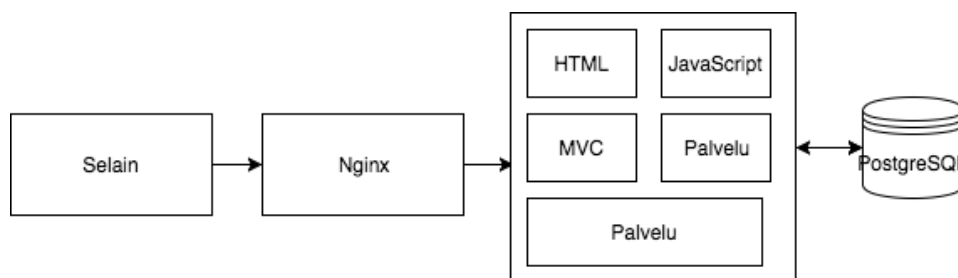 HTML
JavaScript
Selain
Nginx
MVC
Palvelu
PostgreSQL
Palvelu